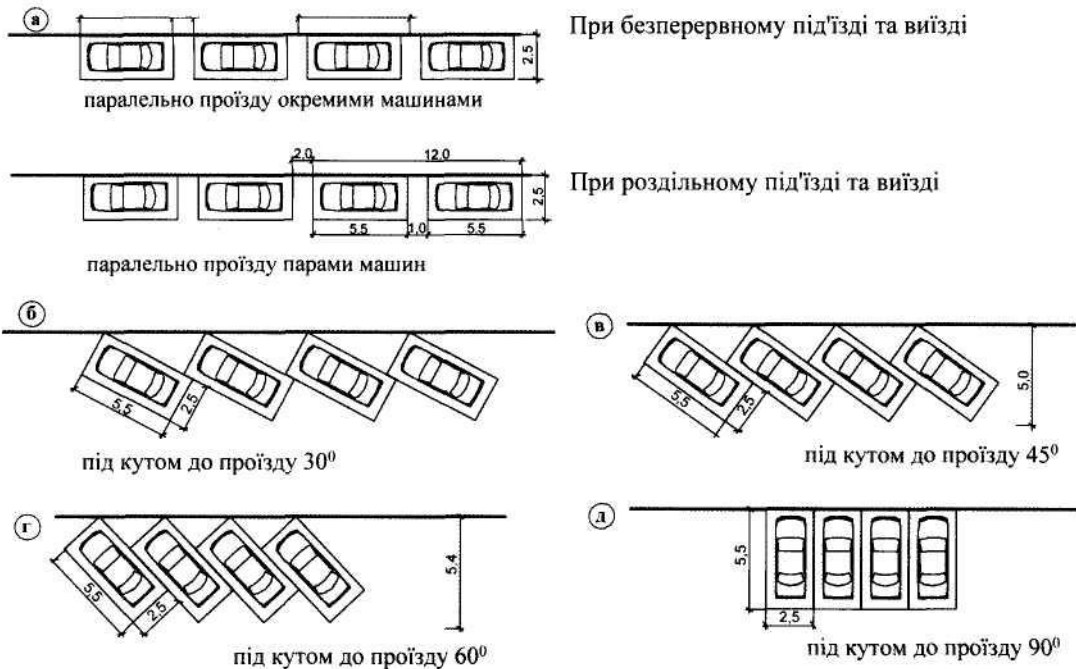 а
При безперервному під'їзді та виїзді
2,5
паралельно проїзду окремими машинами
2,0
12,0
При роздільному під'їзді та виїзді
2,5
5.5
1,0
5.5
паралельно проїзду парами машин
б
5,5
2,5
під кутом до проїзду 30⁰
в
5,5
2,5
5,0
під кутом до проїзду 45⁰
г
5,5
2,5
5,4
під кутом до проїзду 60⁰
д
5,5
2,5
під кутом до проїзду 90⁰